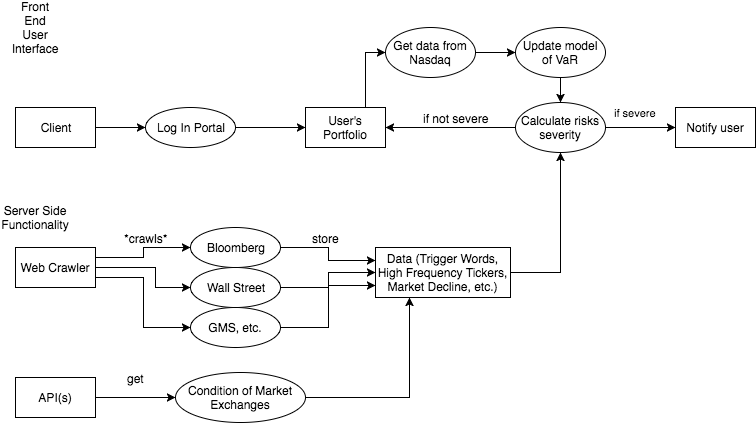 Front
End
User
Interface
Get data from
Nasdaq
Update model
of VaR
Client
Log In Portal
User's
Portfolio
if not severe
Calculate risks
severity
if severe
Notify user
Server Side
Functionality
*crawls*
store
Web Crawler
Bloomberg
Wall Street
GMS, etc.
Data (Trigger Words,
High Frequency Tickers,
Market Decline, etc.)
get
API(s)
Condition of Market
Exchanges